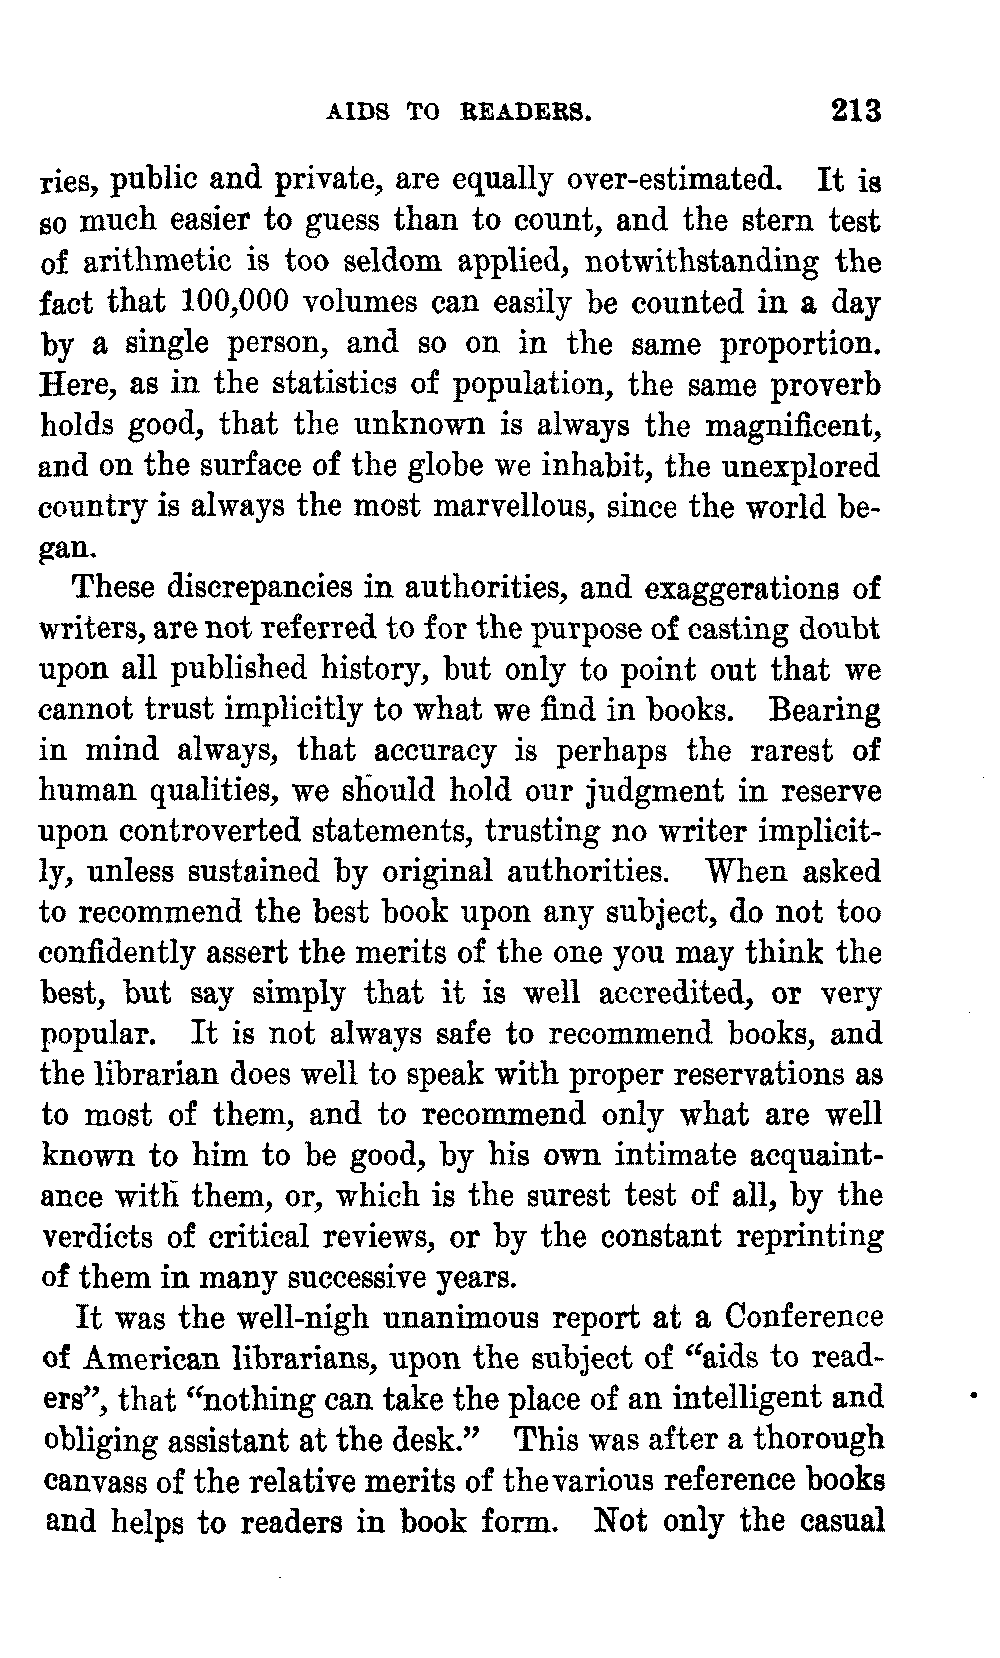 AIDS TO READERS. 213
ries, public and private, are equally over-estimated. It is
so much easier to guess than to count, and the stern test
of arithmetic is too seldom applied, notwithstanding the
fact that 100,000 volumes can easily be counted in a day
by a single person, and so on in the same proportion.
Here, as in the statistics of population, the same proverb
holds good, that the unknown is always the magnificent,
and on the surface of the globe we inhabit, the unexplored
country is always the most marvellous, since the world be-
gan.
These discrepancies in authorities, and exaggerations of
writers, are not referred to for the purpose of casting doubt
upon all published history, but only to point out that we
cannot trust implicitly to what we find in books. Bearing
in mind always, that accuracy is perhaps the rarest of
human qualities, we should hold our judgment in reserve
upon controverted statements, trusting no writer implicit-
ly, unless sustained by original authorities. When asked
to recommend the best book upon any subject, do not too
confidently assert the merits of the one you may think the
best, but say simply that it is well accredited, or very
popular. It is not always safe to recommend books, and
the librarian does well to speak with proper reservations as
to most of them, and to recommend only what are well
known to him to be good, by his own intimate acquaint-
ance with them, or, which is the surest test of all, by the
verdicts of critical reviews, or by the constant reprinting
of them in many successive years.
It was the well-nigh unanimous report at a Conference
of American librarians, upon the subject of “aids to read-
ers”, that “nothing can take the place of an intelligent and
obliging assistant at the desk.” This was after a thorough
canvass of the relative merits of thevarious reference books
and helps to readers in book form. Not only the casual